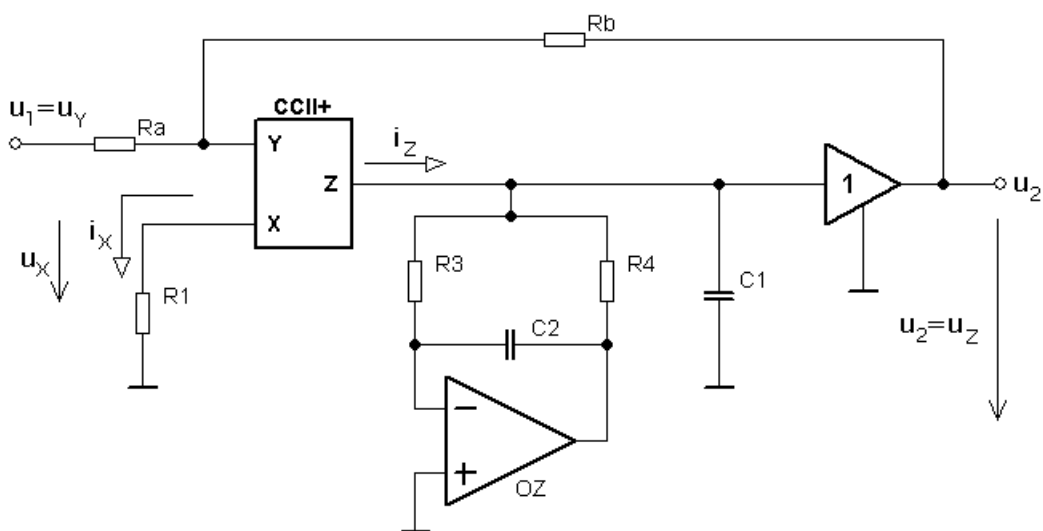 Rb
u1=uY
Ra
CCII+
Y
Z
X
iZ
iX
uX
R1
R3
R4
C2
C1
1
u2
u2=uZ
−
+
OZ